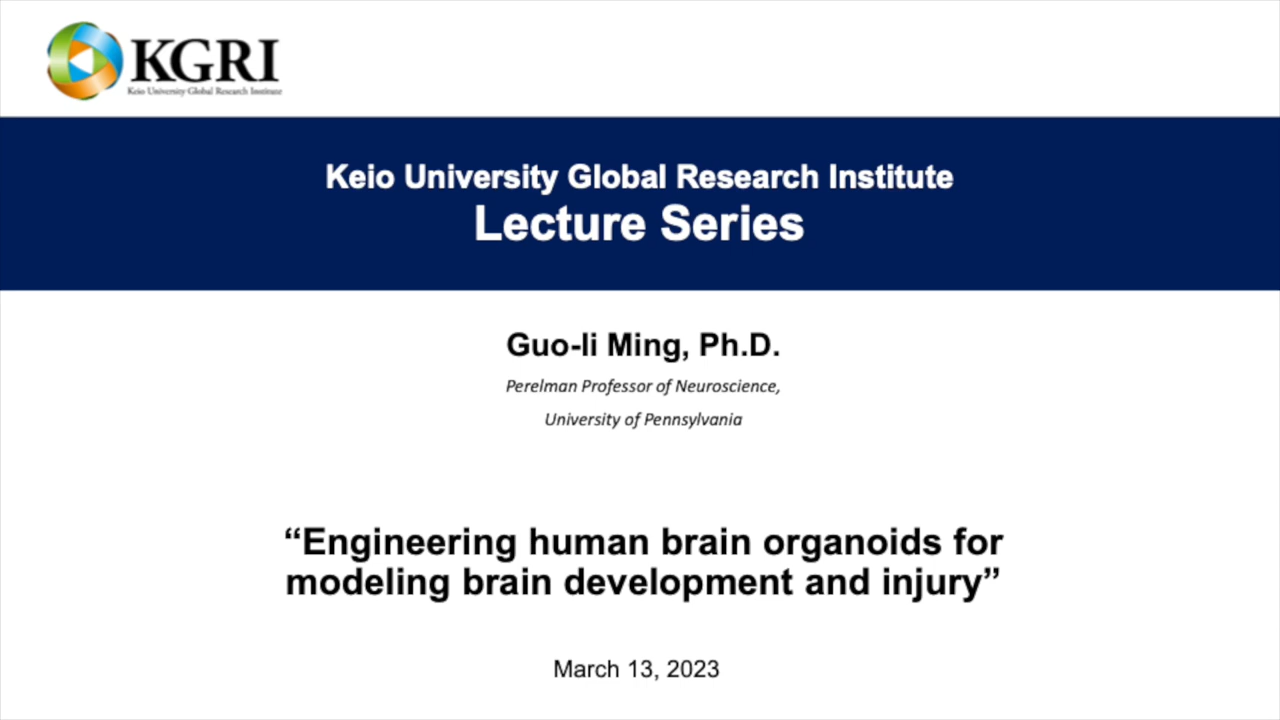 KGRI
Keio University Global Research Institute
Keio University Global Research Institute
Lecture Series
Guo-li Ming, Ph.D.
Perelman Professor of Neuroscience,
University of Pennsylvania
“Engineering human brain organoids for
modeling brain development and injury”
March 13, 2023